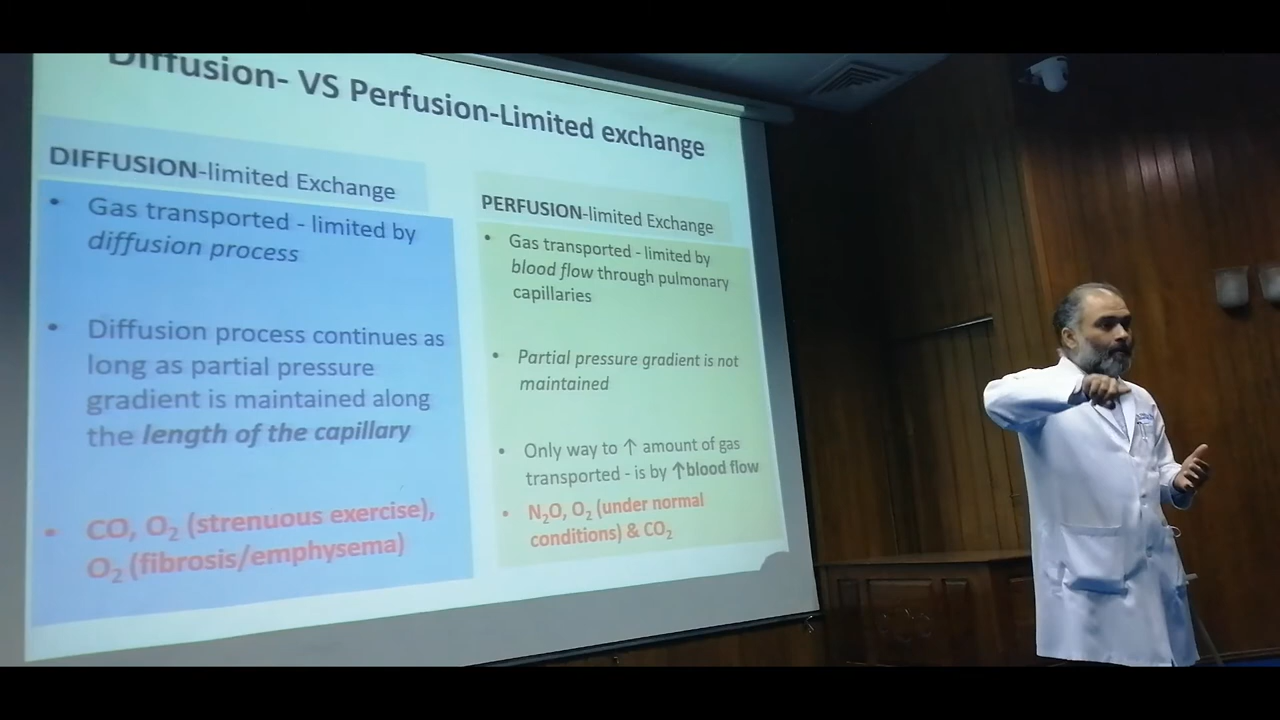 Diffusion- VS Perfusion-Limited exchange
DIFFUSION-limited Exchange
• Gas transported - limited by
diffusion process
• Diffusion process continues as
long as partial pressure
gradient is maintained along
the length of the capillary
• CO, O₂ (strenuous exercise),
O₂ (fibrosis/emphysema)
PERFUSION-limited Exchange
• Gas transported - limited by
blood flow through pulmonary
capillaries
• Partial pressure gradient is not
maintained
• Only way to ↑ amount of gas
transported - is by ↑blood flow
• N₂O, O₂ (under normal
conditions) & CO₂